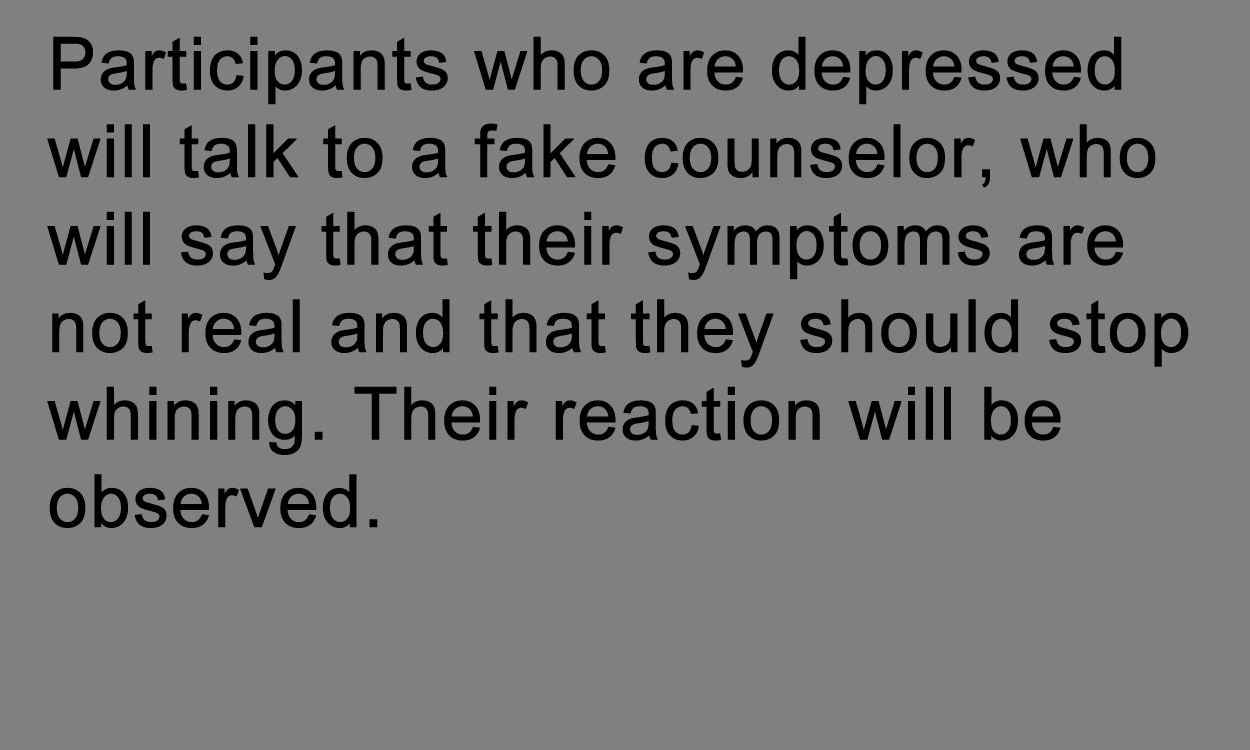 Participants who are depressed
will talk to a fake counselor, who
will say that their symptoms are
not real and that they should stop
whining. Their reaction will be
observed.